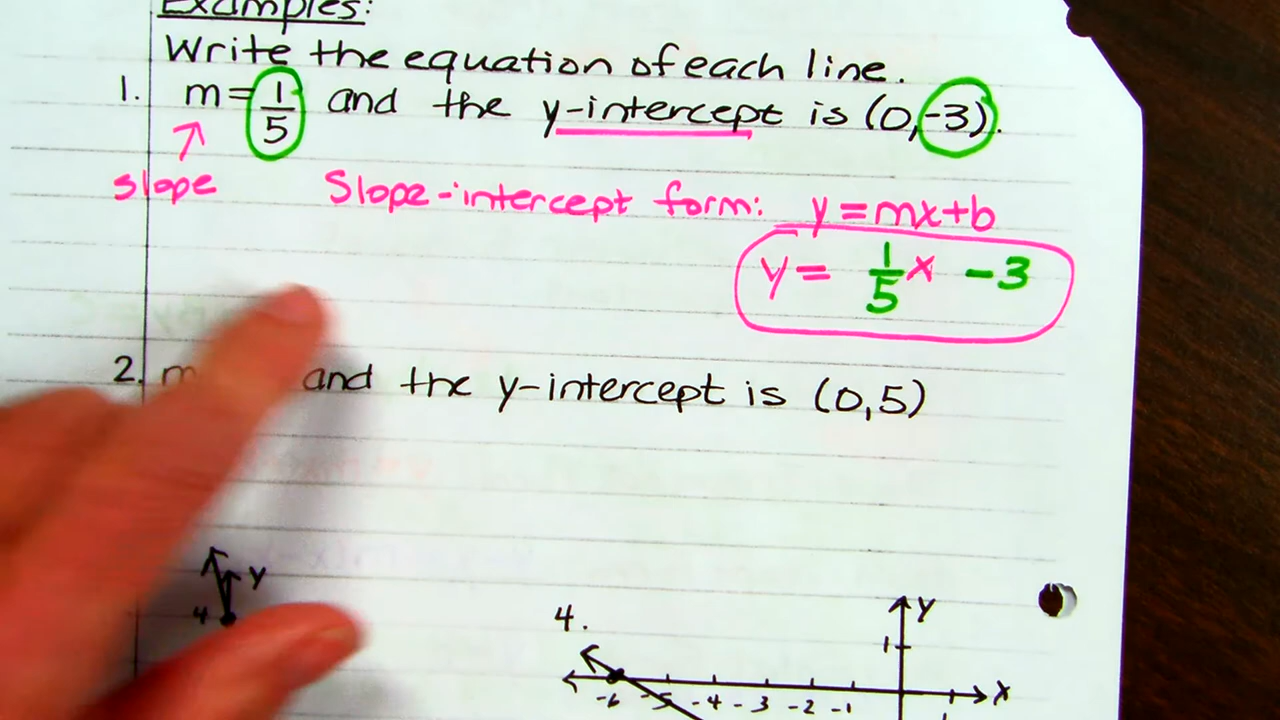 Examples:
Write the equation of each line.
1. m = 1/5 and the y-intercept is (0,-3).
slope Slope-intercept form: y = mx+b
y = 1/5 x -3
2. m and the y-intercept is (0,5)
y
4
4.
y
1
-6 -5 -4 -3 -2 -1 x